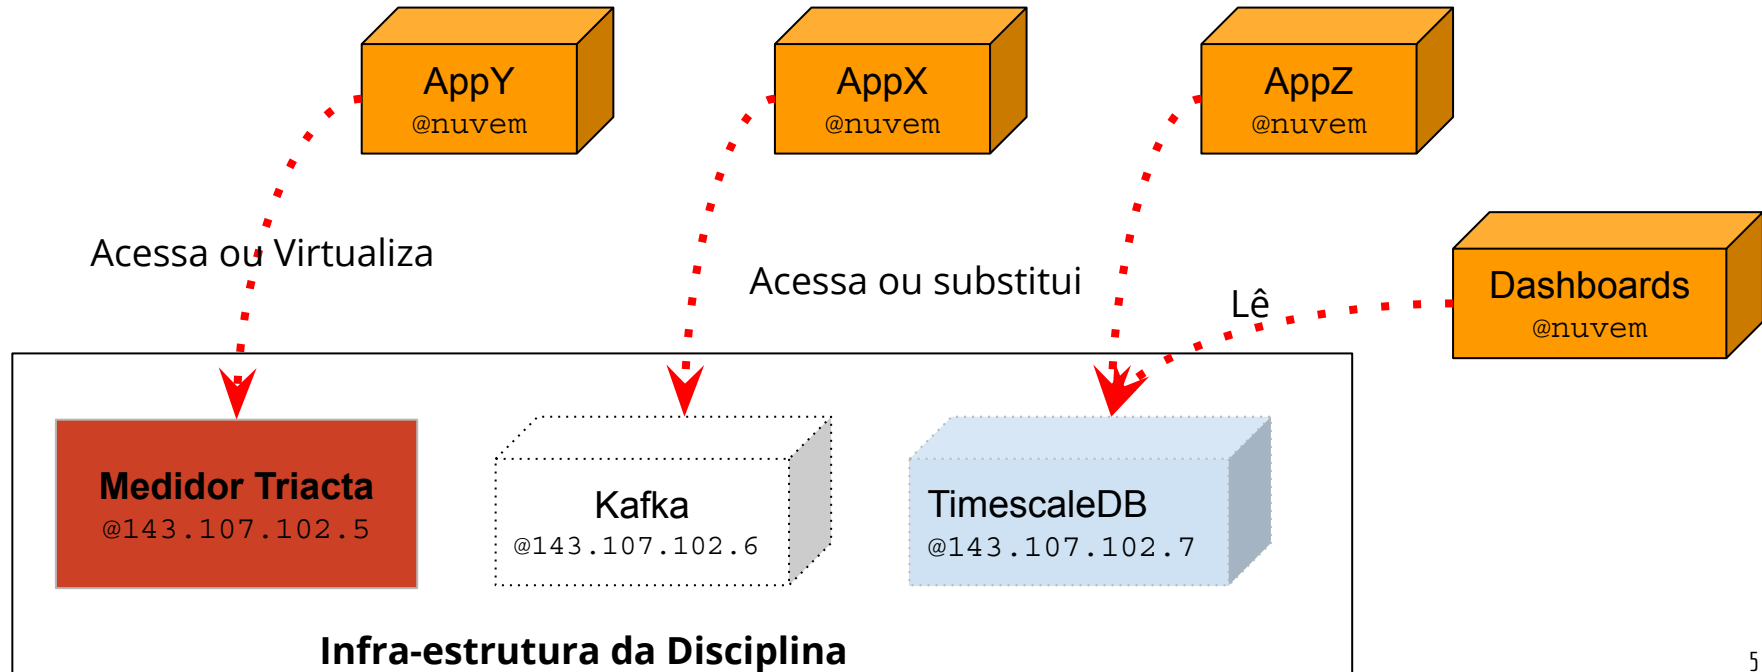 AppY
@nuvem
AppX
@nuvem
AppZ
@nuvem
Acessa ou Virtualiza
Acessa ou substitui
Lê
Dashboards
@nuvem
Medidor Triacta
@143.107.102.5
Kafka
@143.107.102.6
TimescaleDB
@143.107.102.7
Infra-estrutura da Disciplina
5